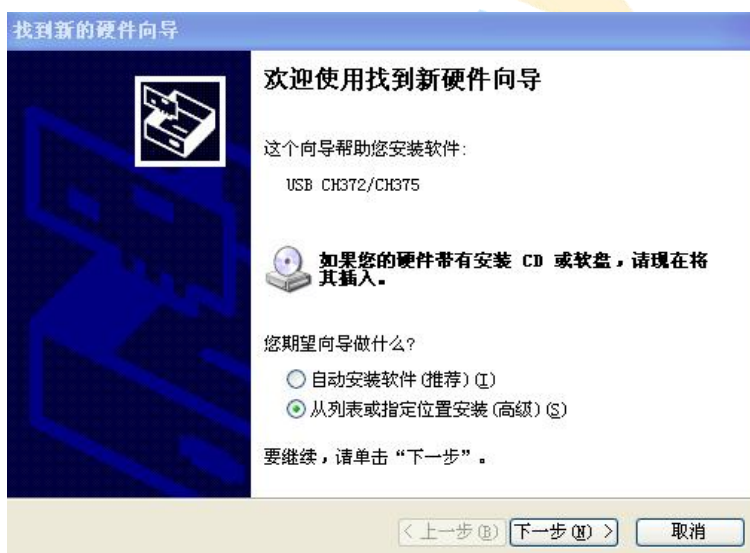 找到新的硬件向导
欢迎使用找到新硬件向导
这个向导帮助您安装软件:
USB CH372/CH375
如果您的硬件带有安装 CD 或软盘，请现在将
其插入。
您期望向导做什么?
自动安装软件(推荐)(I)
从列表或指定位置安装(高级)(S)
要继续，请单击“下一步”。
< 上一步(B)
下一步(N) >
取消